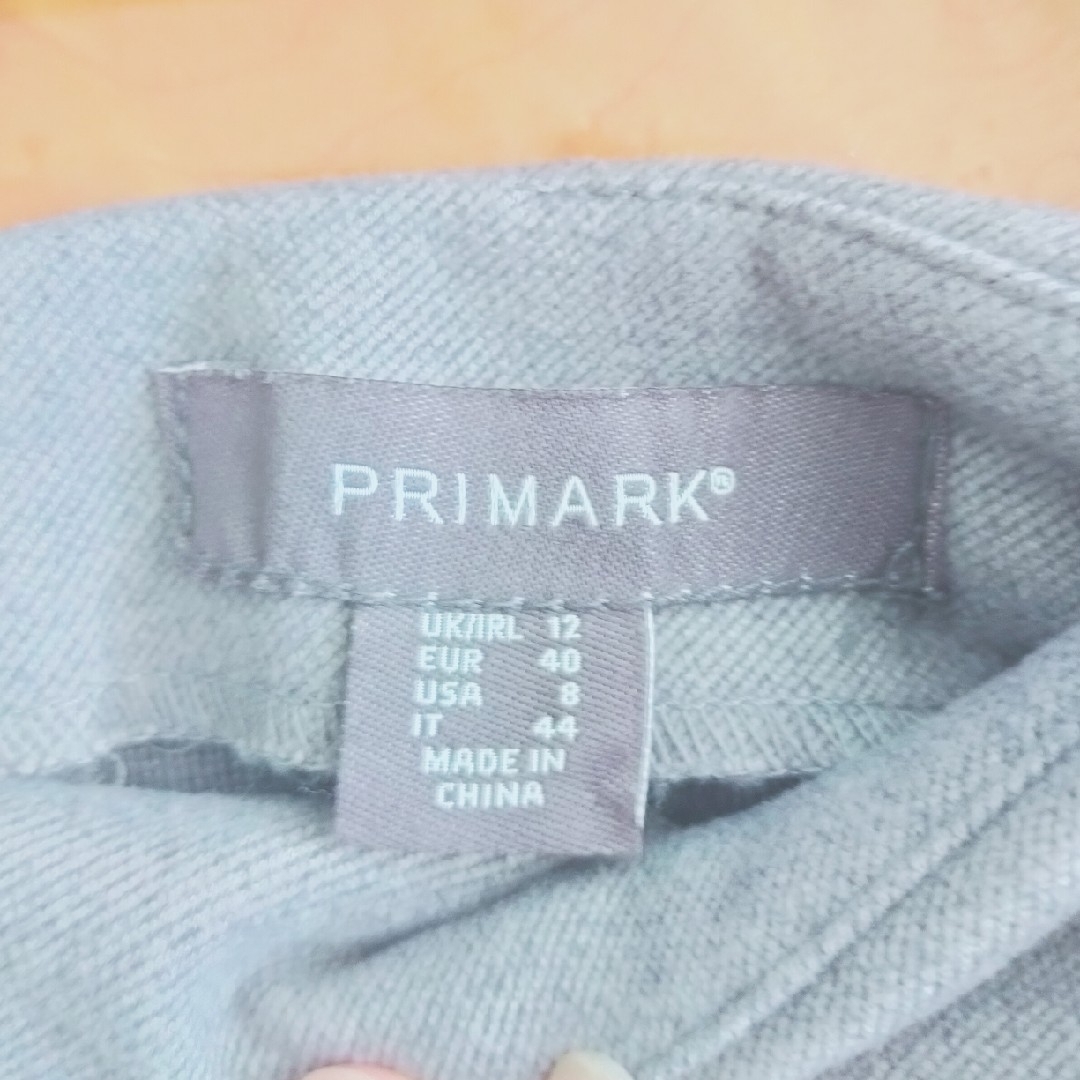 PRIMARK®
UK/IRL 12
EUR 40
USA 8
IT 44
MADE IN
CHINA